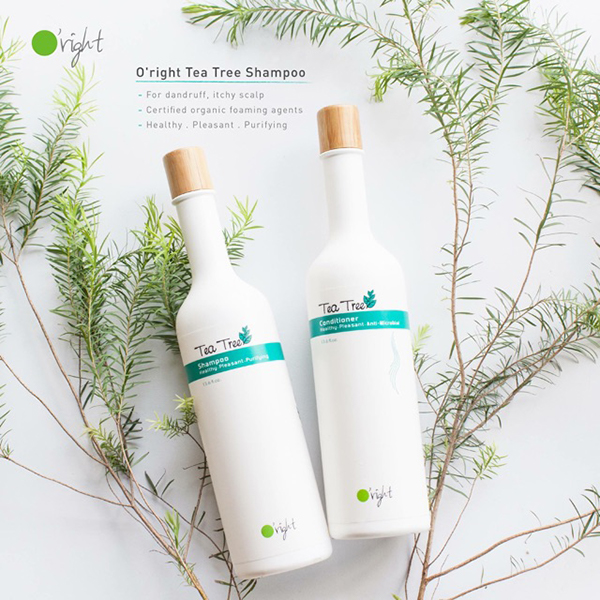 O'right
O'right Tea Tree Shampoo
- For dandruff, itchy scalp
- Certified organic foaming agents
- Healthy . Pleasant . Purifying
Tea Tree
Conditioner
Healthy.Pleasant.Anti-Microbial
Tea Tree
Shampoo
Healthy.Pleasant.Purifying
O'right
O'right